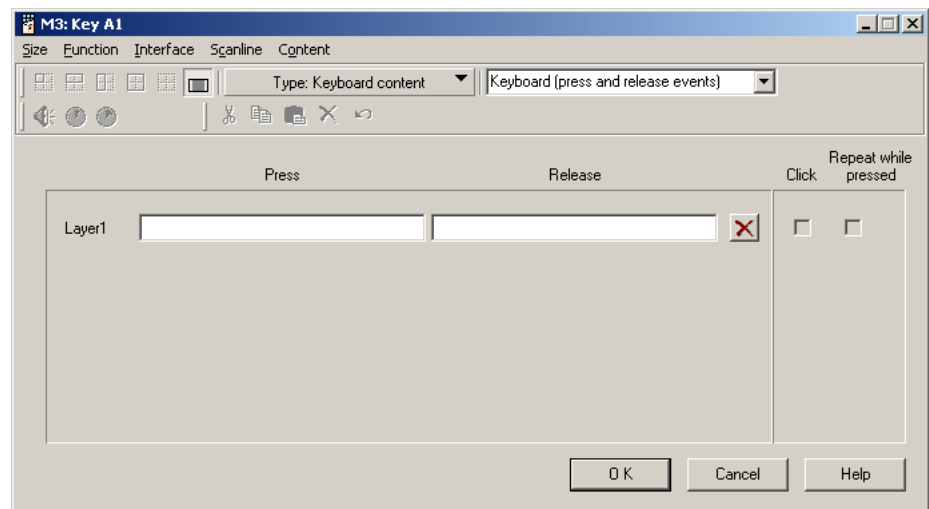 M3: Key A1
Size Function Interface Scanline Content
Type: Keyboard content Keyboard (press and release events)
Press Release Click Repeat while pressed
Layer1
OK Cancel Help